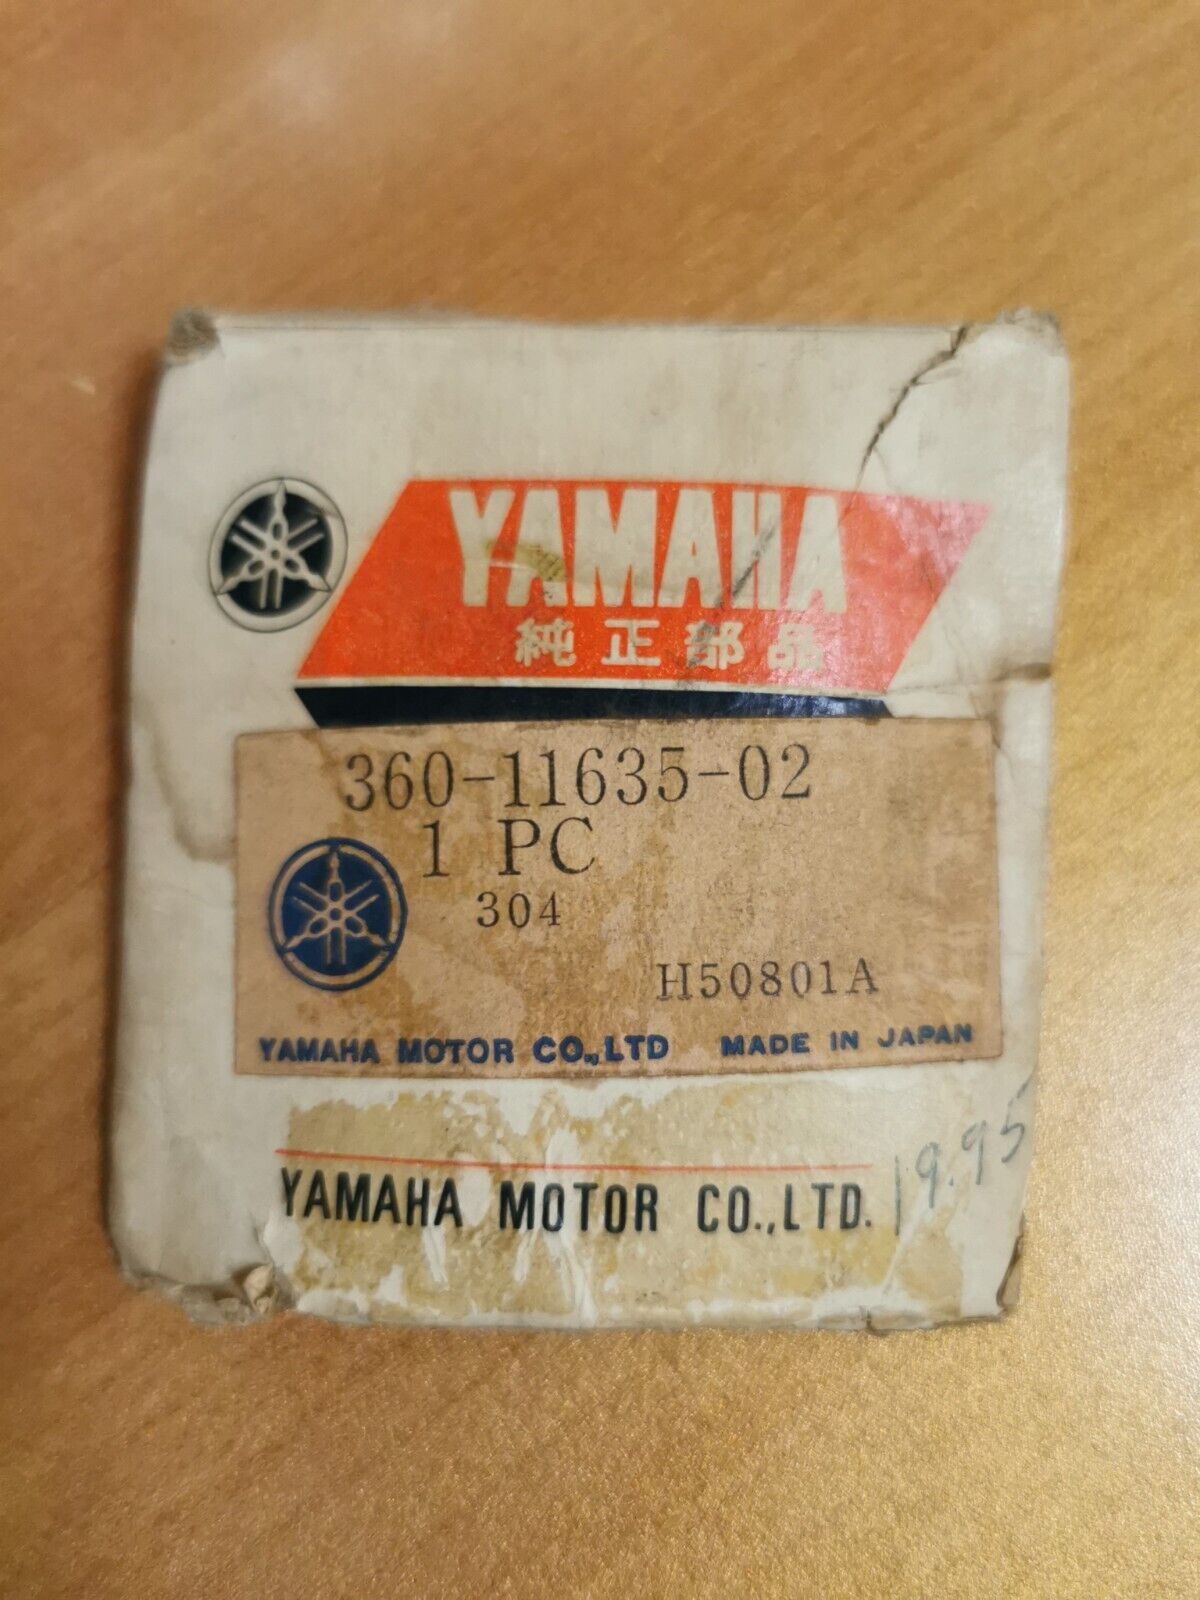 YAMAHA
純正部品
360-11635-02
1 PC
304
H50801A
YAMAHA MOTOR CO.,LTD MADE IN JAPAN
YAMAHA MOTOR CO.,LTD. 19.95